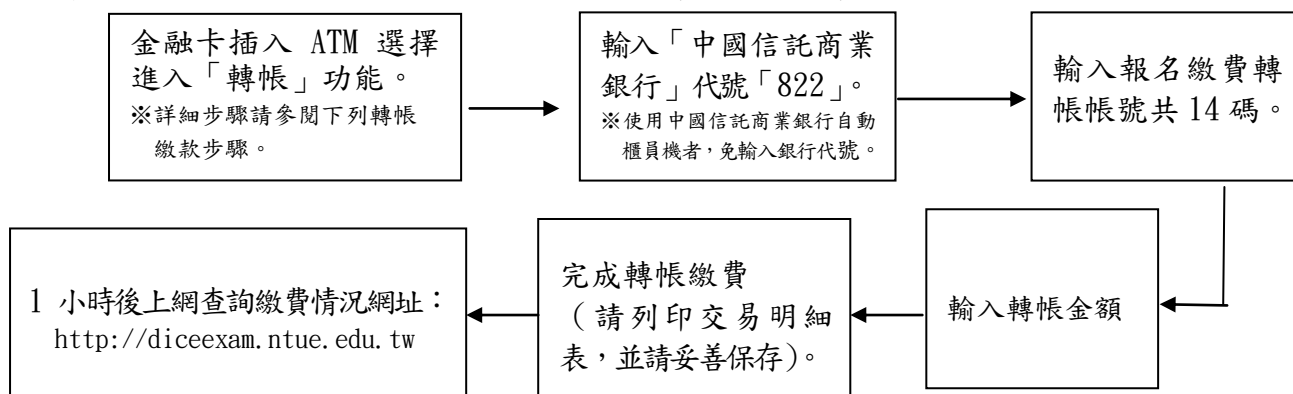 金融卡插入 ATM 選擇
進入「轉帳」功能。
※詳細步驟請參閱下列轉帳
繳款步驟。
輸入「中國信託商業
銀行」代號「822」。
※使用中國信託商業銀行自動
櫃員機者,免輸入銀行代號。
輸入報名繳費轉
帳帳號共 14 碼。
輸入轉帳金額
完成轉帳繳費
(請列印交易明細
表,並請妥善保存)。
1 小時後上網查詢繳費情況網址:
http://diceexam.ntue.edu.tw